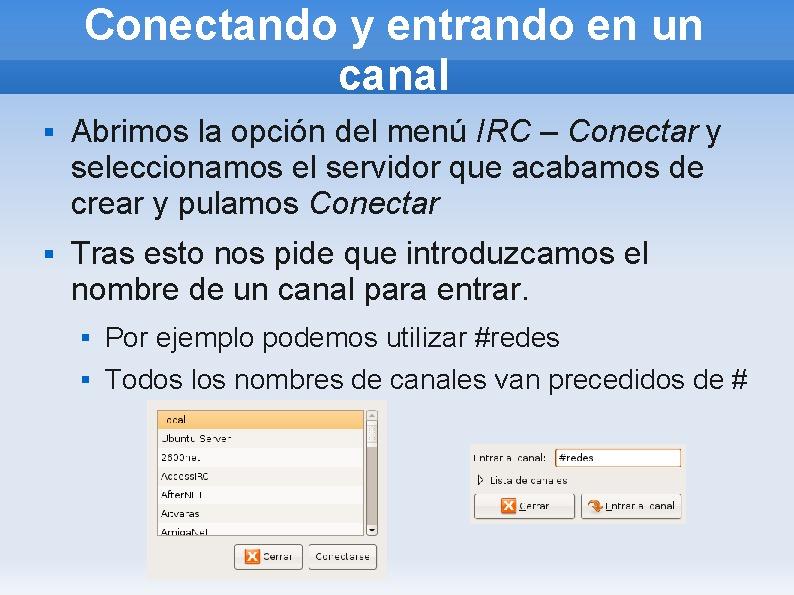 Conectando y entrando en un
canal
Abrimos la opción del menú IRC – Conectar y
seleccionamos el servidor que acabamos de
crear y pulamos Conectar
Tras esto nos pide que introduzcamos el
nombre de un canal para entrar.
Por ejemplo podemos utilizar #redes
Todos los nombres de canales van precedidos de #
Local
Ubuntu Server
2600net
AccessIRC
AfterNET
Aitvaras
AmigaNet
Cerrar
Conectarse
Entrar al canal:
#redes
Lista de canales
Cerrar
Entrar al canal